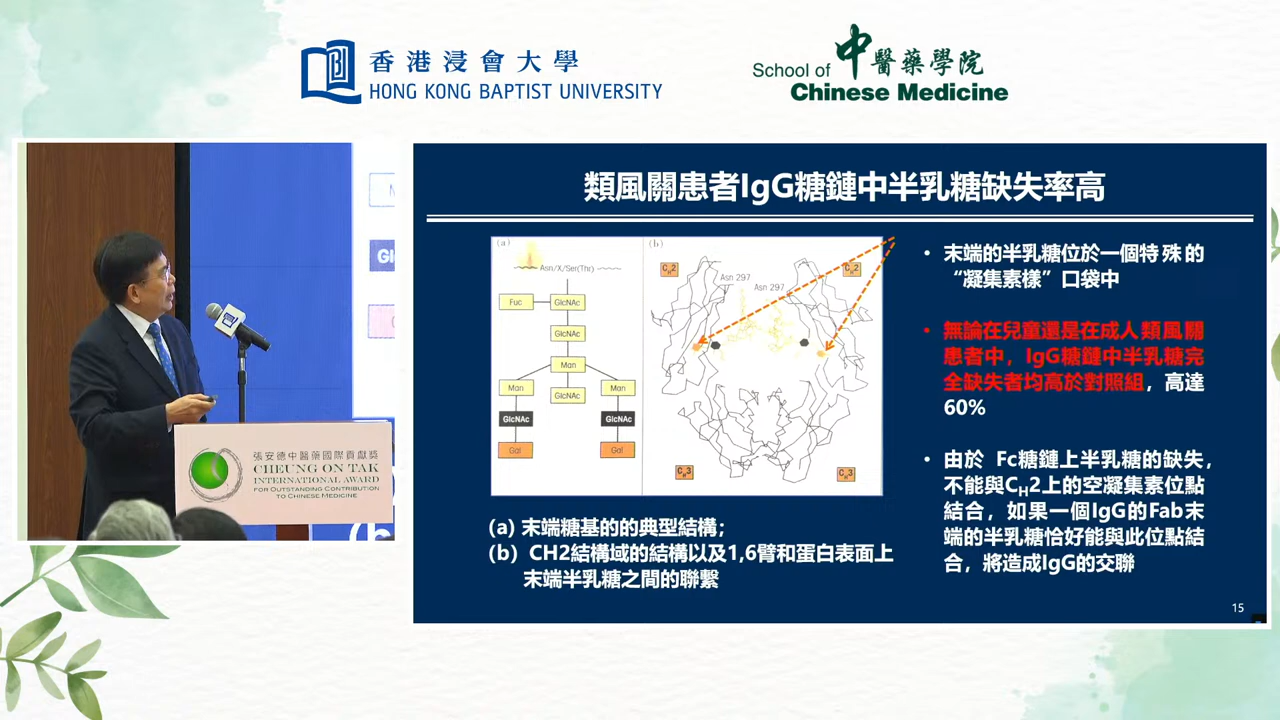 香港浸會大學
HONG KONG BAPTIST UNIVERSITY
School of 中醫藥學院
Chinese Medicine
張安德中醫藥國際貢獻獎
CHEUNG ON TAK
INTERNATIONAL AWARD
FOR OUTSTANDING CONTRIBUTION
TO CHINESE MEDICINE
類風關患者IgG糖鏈中半乳糖缺失率高
(a)
Asn/X/Ser(Thr)
Fuc
GlcNAc
GlcNAc
Man
Man
GlcNAc
Man
GlcNAc
GlcNAc
Gal
Gal
(b)
CH2
CH2
Asn 297
Asn 297
CH3
CH3
(a) 末端糖基的的典型結構;
(b) CH2結構域的結構以及1,6臂和蛋白表面上
末端半乳糖之間的聯繫
• 末端的半乳糖位於一個特殊的
“凝集素樣”口袋中
• 無論在兒童還是在成人類風關
患者中，IgG糖鏈中半乳糖完
全缺失者均高於對照組，高達
60%
• 由於 Fc糖鏈上半乳糖的缺失，
不能與CH2上的空凝集素位點
結合，如果一個IgG的Fab末
端的半乳糖恰好能與此位點結
合，將造成IgG的交聯
15